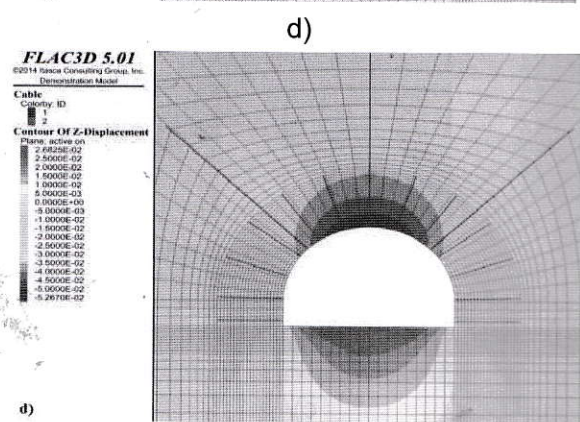 d)
FLAC3D 5.01
©2014 Itasca Consulting Group, Inc.
Demonstration Model
Cable
Colorby: ID
1
2
Contour Of Z-Displacement
Plane: active on
2.6825E-02
2.5000E-02
2.0000E-02
1.5000E-02
1.0000E-02
5.0000E-03
0.0000E+00
-5.0000E-03
-1.0000E-02
-1.5000E-02
-2.0000E-02
-2.5000E-02
-3.0000E-02
-3.5000E-02
-4.0000E-02
-4.5000E-02
-5.0000E-02
-5.2670E-02
d)